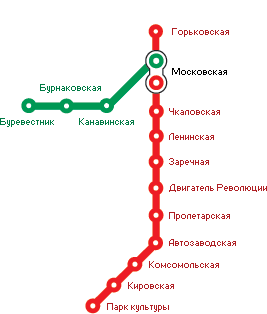 Горьковская
Московская
Бурнаковская
Буревестник
Канавинская
Чкаловская
Ленинская
Заречная
Двигатель Революции
Пролетарская
Автозаводская
Комсомольская
Кировская
Парк культуры